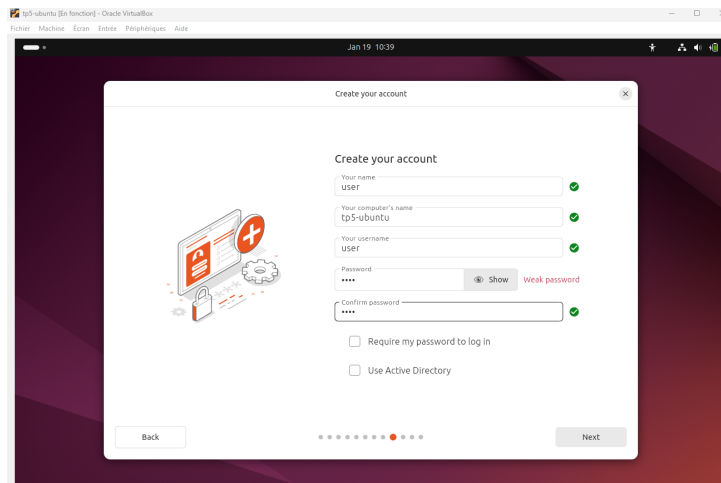 tp5-ubuntu [En fonction] - Oracle VirtualBox
Fichier Machine Écran Entrée Périphériques Aide
Jan 19 10:39
Create your account
Create your account
Your name
user
Your computer's name
tp5-ubuntu
Your username
user
Password
•••• Show Weak password
Confirm password
••••
Require my password to log in
Use Active Directory
Back Next